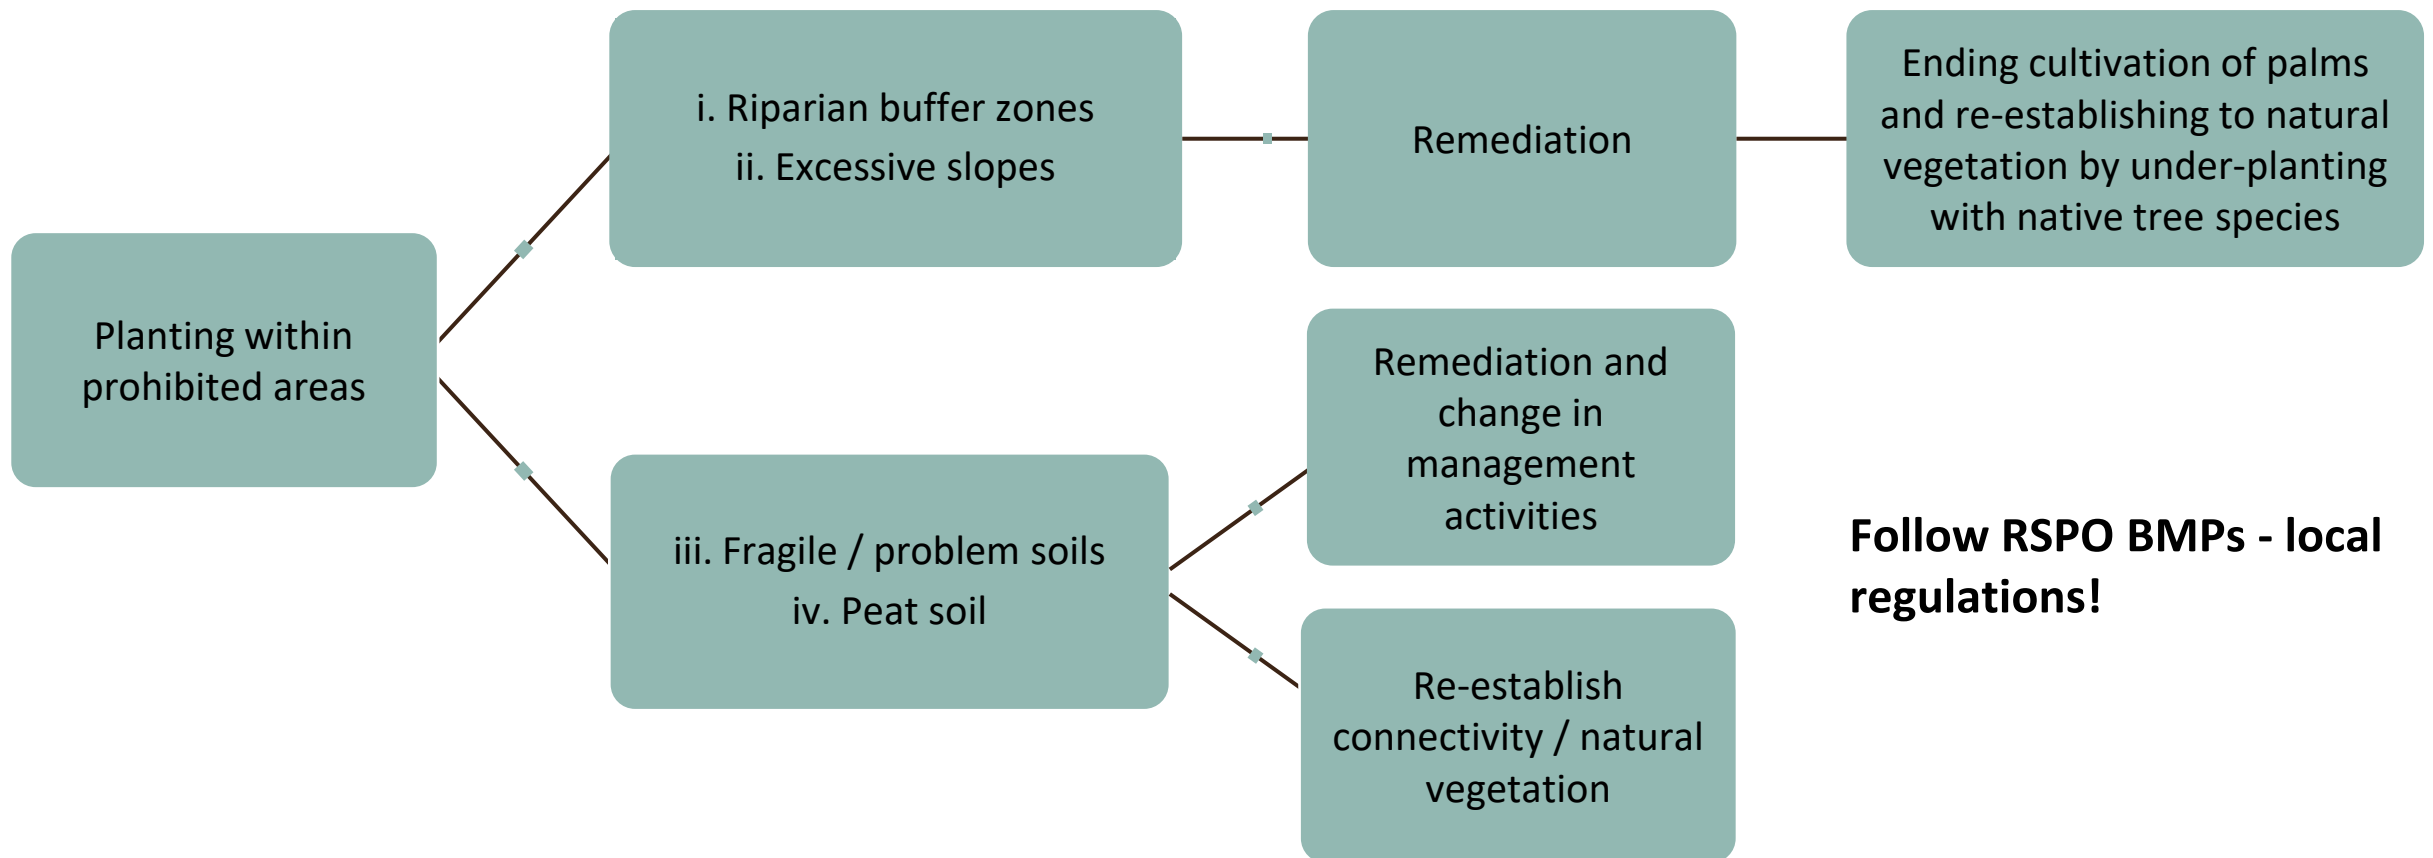 Planting within
prohibited areas
i. Riparian buffer zones
ii. Excessive slopes
Remediation
Ending cultivation of palms
and re-establishing to natural
vegetation by under-planting
with native tree species
iii. Fragile / problem soils
iv. Peat soil
Remediation and
change in
management
activities
Re-establish
connectivity / natural
vegetation
Follow RSPO BMPs - local
regulations!